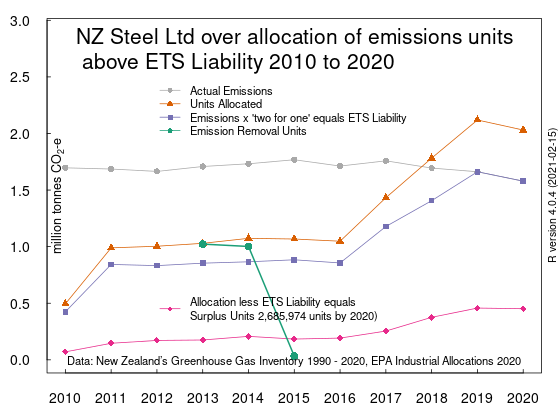 NZ Steel Ltd over allocation of emissions units
above ETS Liability 2010 to 2020
3.0
2.5
2.0
1.5
1.0
0.5
0.0
million tonnes CO2-e
Actual Emissions
Units Allocated
Emissions x 'two for one' equals ETS Liability
Emission Removal Units
Allocation less ETS Liability equals
Surplus Units 2,685,974 units by 2020)
Data: New Zealand's Greenhouse Gas Inventory 1990 - 2020, EPA Industrial Allocations 2020
2010 2011 2012 2013 2014 2015 2016 2017 2018 2019 2020
R version 4.0.4 (2021-02-15)